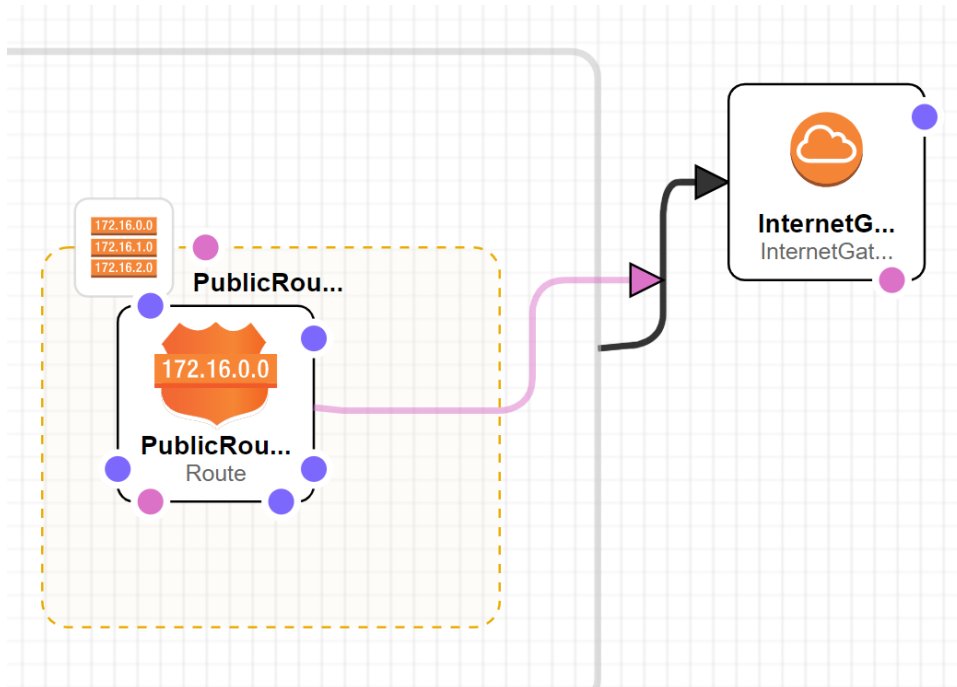 InternetG...
InternetGat...
172.16.0.0
172.16.1.0
172.16.2.0
PublicRou...
172.16.0.0
PublicRou...
Route